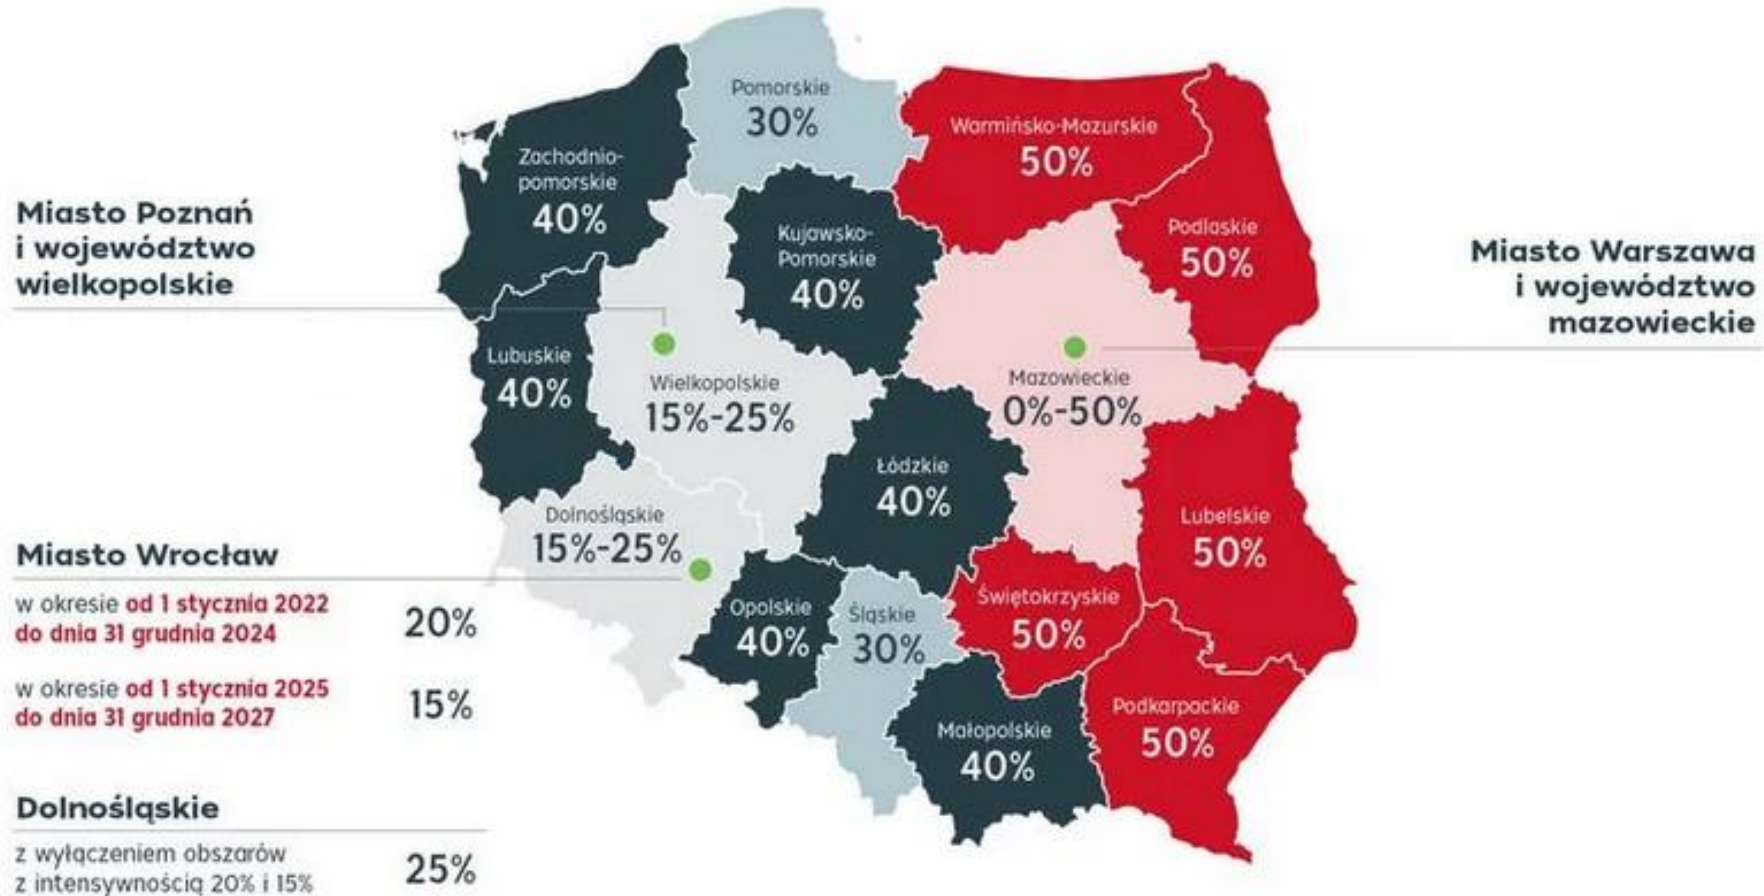 Pomorskie
30%
Warmińsko-Mazurskie
50%
Zachodnio-
pomorskie
40%
Miasto Poznań
i województwo
wielkopolskie
Kujawsko-
Pomorskie
40%
Podlaskie
50%
Miasto Warszawa
i województwo
mazowieckie
Lubuskie
40%
Wielkopolskie
15%-25%
Mazowieckie
0%-50%
Łódzkie
40%
Dolnośląskie
15%-25%
Lubelskie
50%
Miasto Wrocław
w okresie od 1 stycznia 2022
do dnia 31 grudnia 2024
20%
w okresie od 1 stycznia 2025
do dnia 31 grudnia 2027
15%
Opolskie
40%
Śląskie
30%
Świętokrzyskie
50%
Małopolskie
40%
Podkarpackie
50%
Dolnośląskie
z wyłączeniem obszarów
z intensywnością 20% i 15%
25%